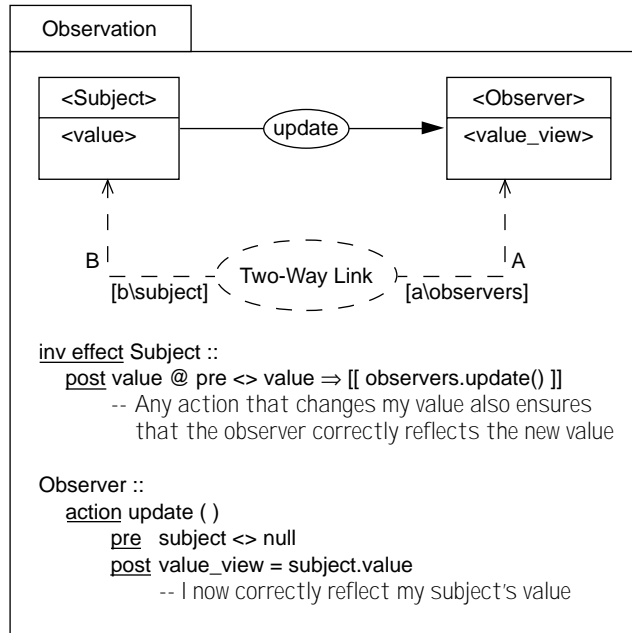 Observation
<Subject>
<value>
update
<Observer>
<value_view>
B
A
Two-Way Link
[b\subject]
[a\observers]
inv effect Subject ::
post value @ pre <> value ⇒ [[ observers.update() ]]
-- Any action that changes my value also ensures
that the observer correctly reflects the new value
Observer ::
action update ( )
pre subject <> null
post value_view = subject.value
-- I now correctly reflect my subject's value